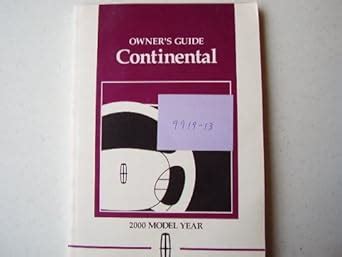 OWNER'S GUIDE
Continental
9919-13
2000 MODEL YEAR